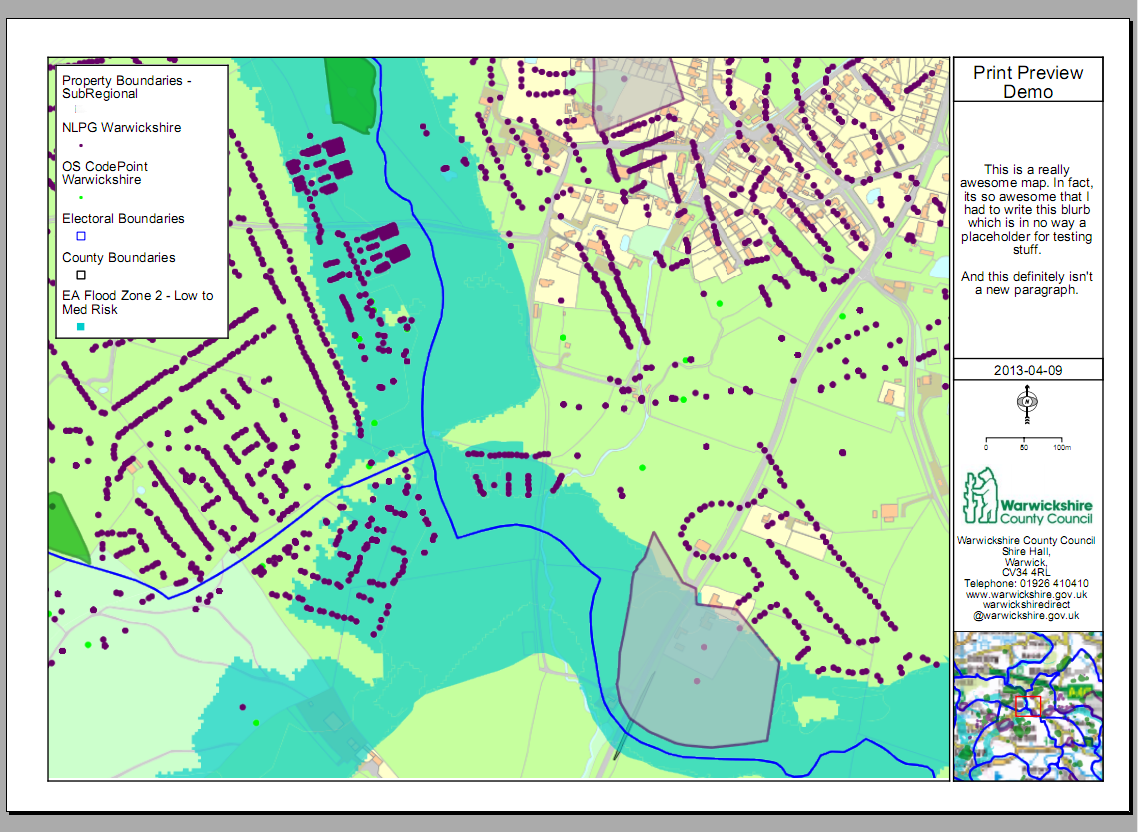 Property Boundaries -
SubRegional
NLPG Warwickshire
OS CodePoint
Warwickshire
Electoral Boundaries
County Boundaries
EA Flood Zone 2 - Low to
Med Risk
Print Preview
Demo
This is a really
awesome map. In fact,
its so awesome that I
had to write this blurb
which is in no way a
placeholder for testing
stuff.
And this definitely isn't
a new paragraph.
2013-04-09
N
0 50 100m
Warwickshire
County Council
Warwickshire County Council
Shire Hall,
Warwick,
CV34 4RL
Telephone: 01926 410410
www.warwickshire.gov.uk
warwickshiredirect
@warwickshire.gov.uk